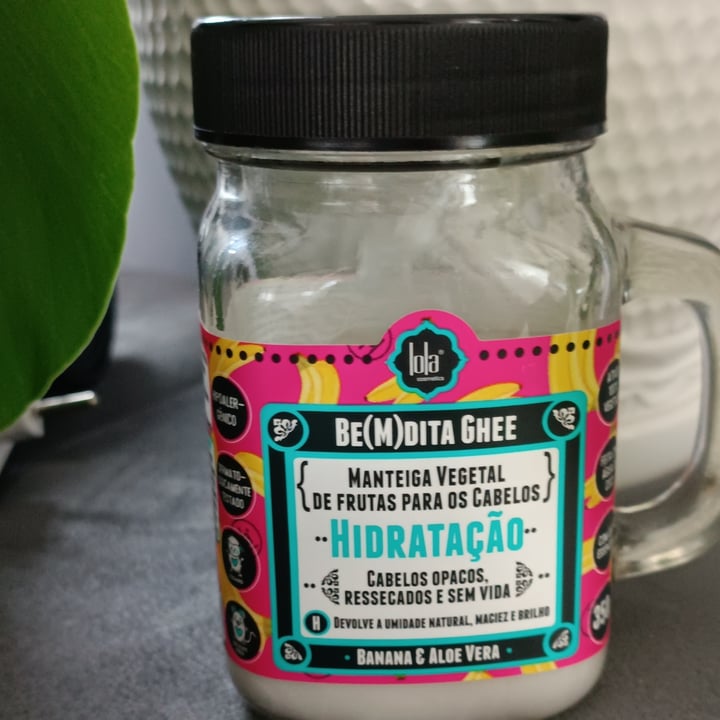 lola
cosmetics
BE(M)DITA GHEE
MANTEIGA VEGETAL
DE FRUTAS PARA OS CABELOS
HIDRATAÇÃO
CABELOS OPACOS,
RESSECADOS E SEM VIDA
H DEVOLVE A UMIDADE NATURAL, MACIEZ E BRILHO
BANANA & ALOE VERA